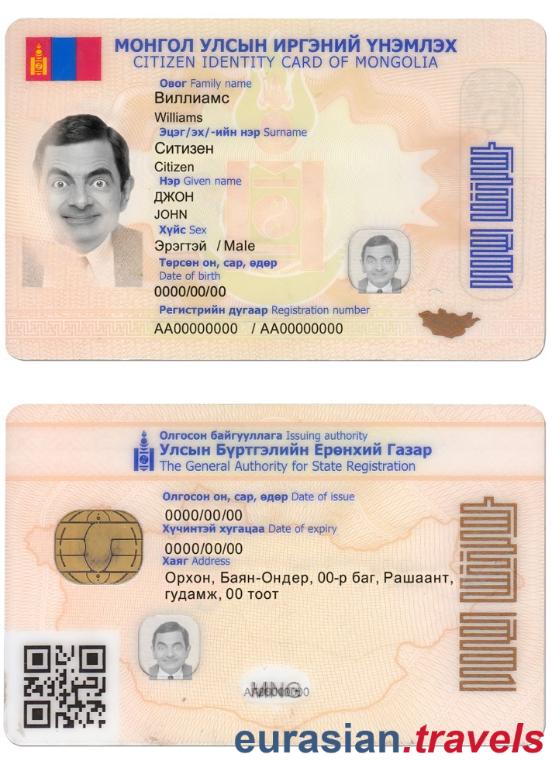 МОНГОЛ УЛСЫН ИРГЭНИЙ ҮНЭМЛЭХ
CITIZEN IDENTITY CARD OF MONGOLIA
Овог Family name
Виллиамс
Williams
Эцэг/эх/-ийн нэр Surname
Ситизен
Citizen
Нэр Given name
ДЖОН
JOHN
Хүйс Sex
Эрэгтэй / Male
Төрсөн он, сар, өдөр
Date of birth
0000/00/00
Регистрийн дугаар Registration number
AA00000000 / AA00000000
Олгосон байгууллага Issuing authority
Улсын Бүртгэлийн Ерөнхий Газар
The General Authority for State Registration
Олгосон он, сар, өдөр Date of issue
0000/00/00
Хүчинтэй хугацаа Date of expiry
0000/00/00
Хаяг Address
Орхон, Баян-Ондер, 00-р баг, Рашаант,
гудамж, 00 тоот
MNG
eurasian.travels